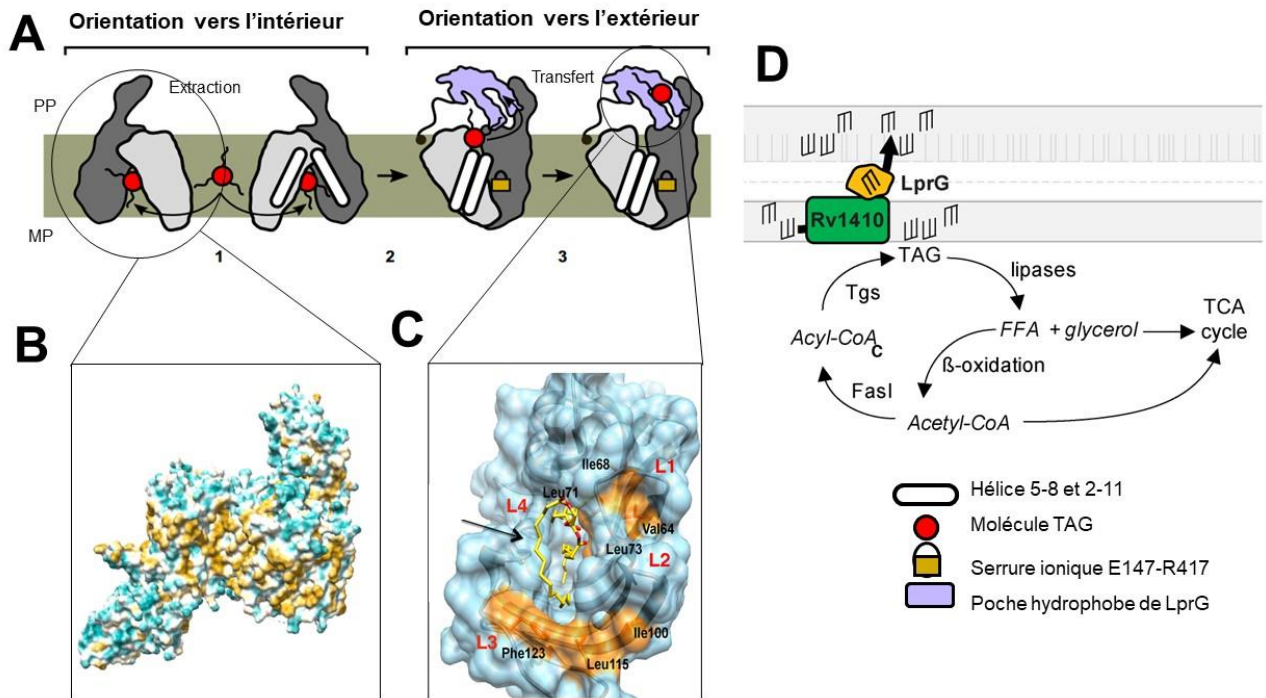 A
Orientation vers l'intérieur
Orientation vers l'extérieur
PP
Extraction
Transfert
MP
1
2
3
B
C
Ile68
L1
Leu71
L4
Val64
Leu73
L2
L3
Ile100
Phe123
Leu115
D
LprG
Rv1410
TAG
lipases
Tgs
Acyl-CoA
C
FFA + glycerol
TCA
cycle
ß-oxidation
FasI
Acetyl-CoA
Hélice 5-8 et 2-11
Molécule TAG
Serrure ionique E147-R417
Poche hydrophobe de LprG